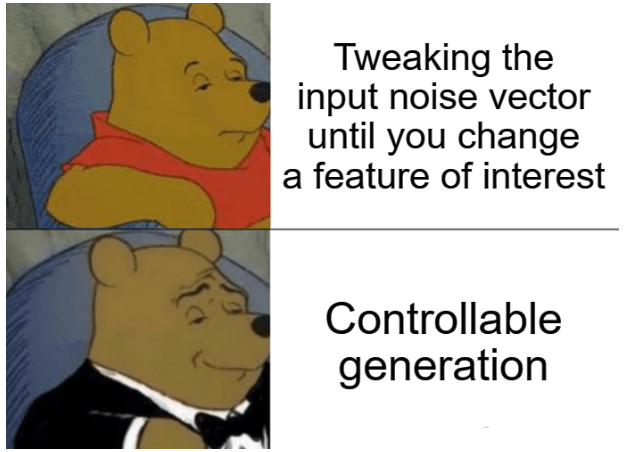 Tweaking the
input noise vector
until you change
a feature of interest
Controllable
generation